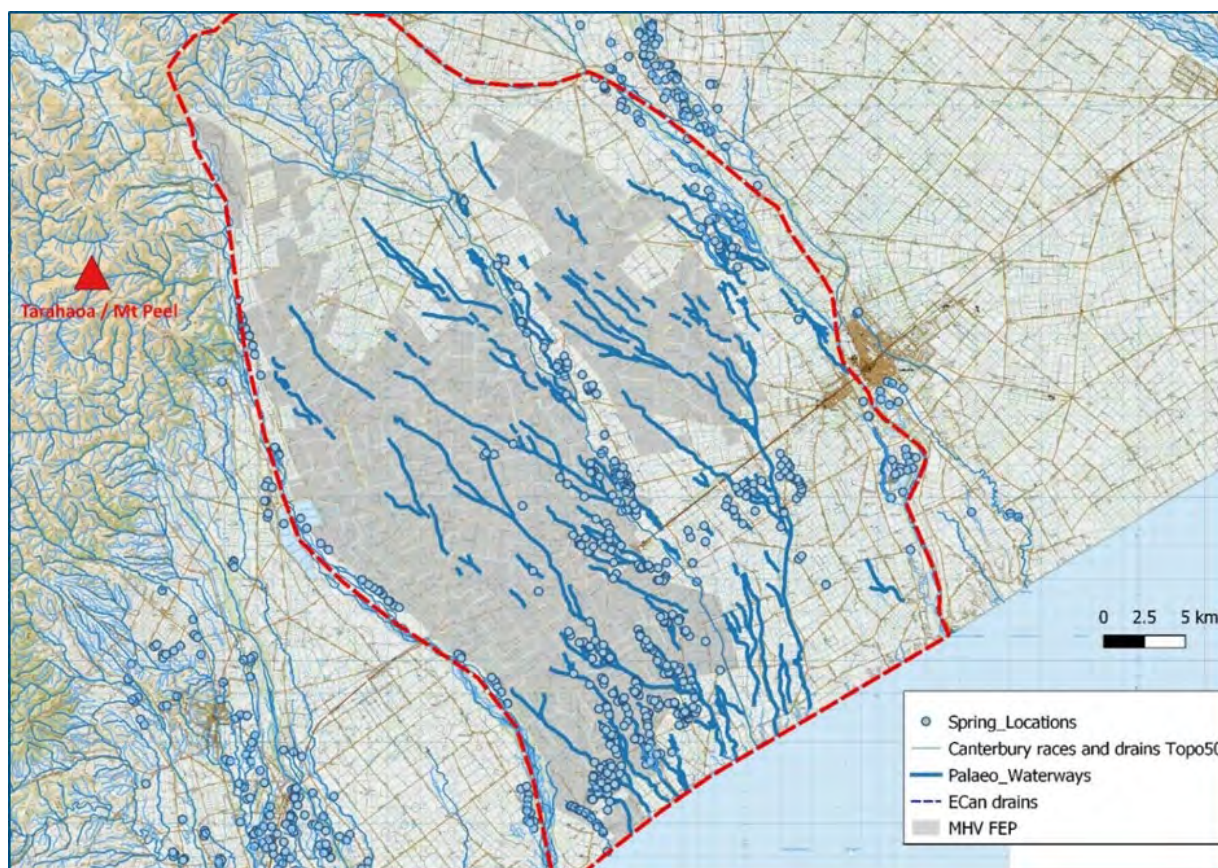 Tarahaoa / Mt Peel
0 2.5 5 km
Spring_Locations
Canterbury races and drains Topo50
Palaeo_Waterways
ECan drains
MHV FEP